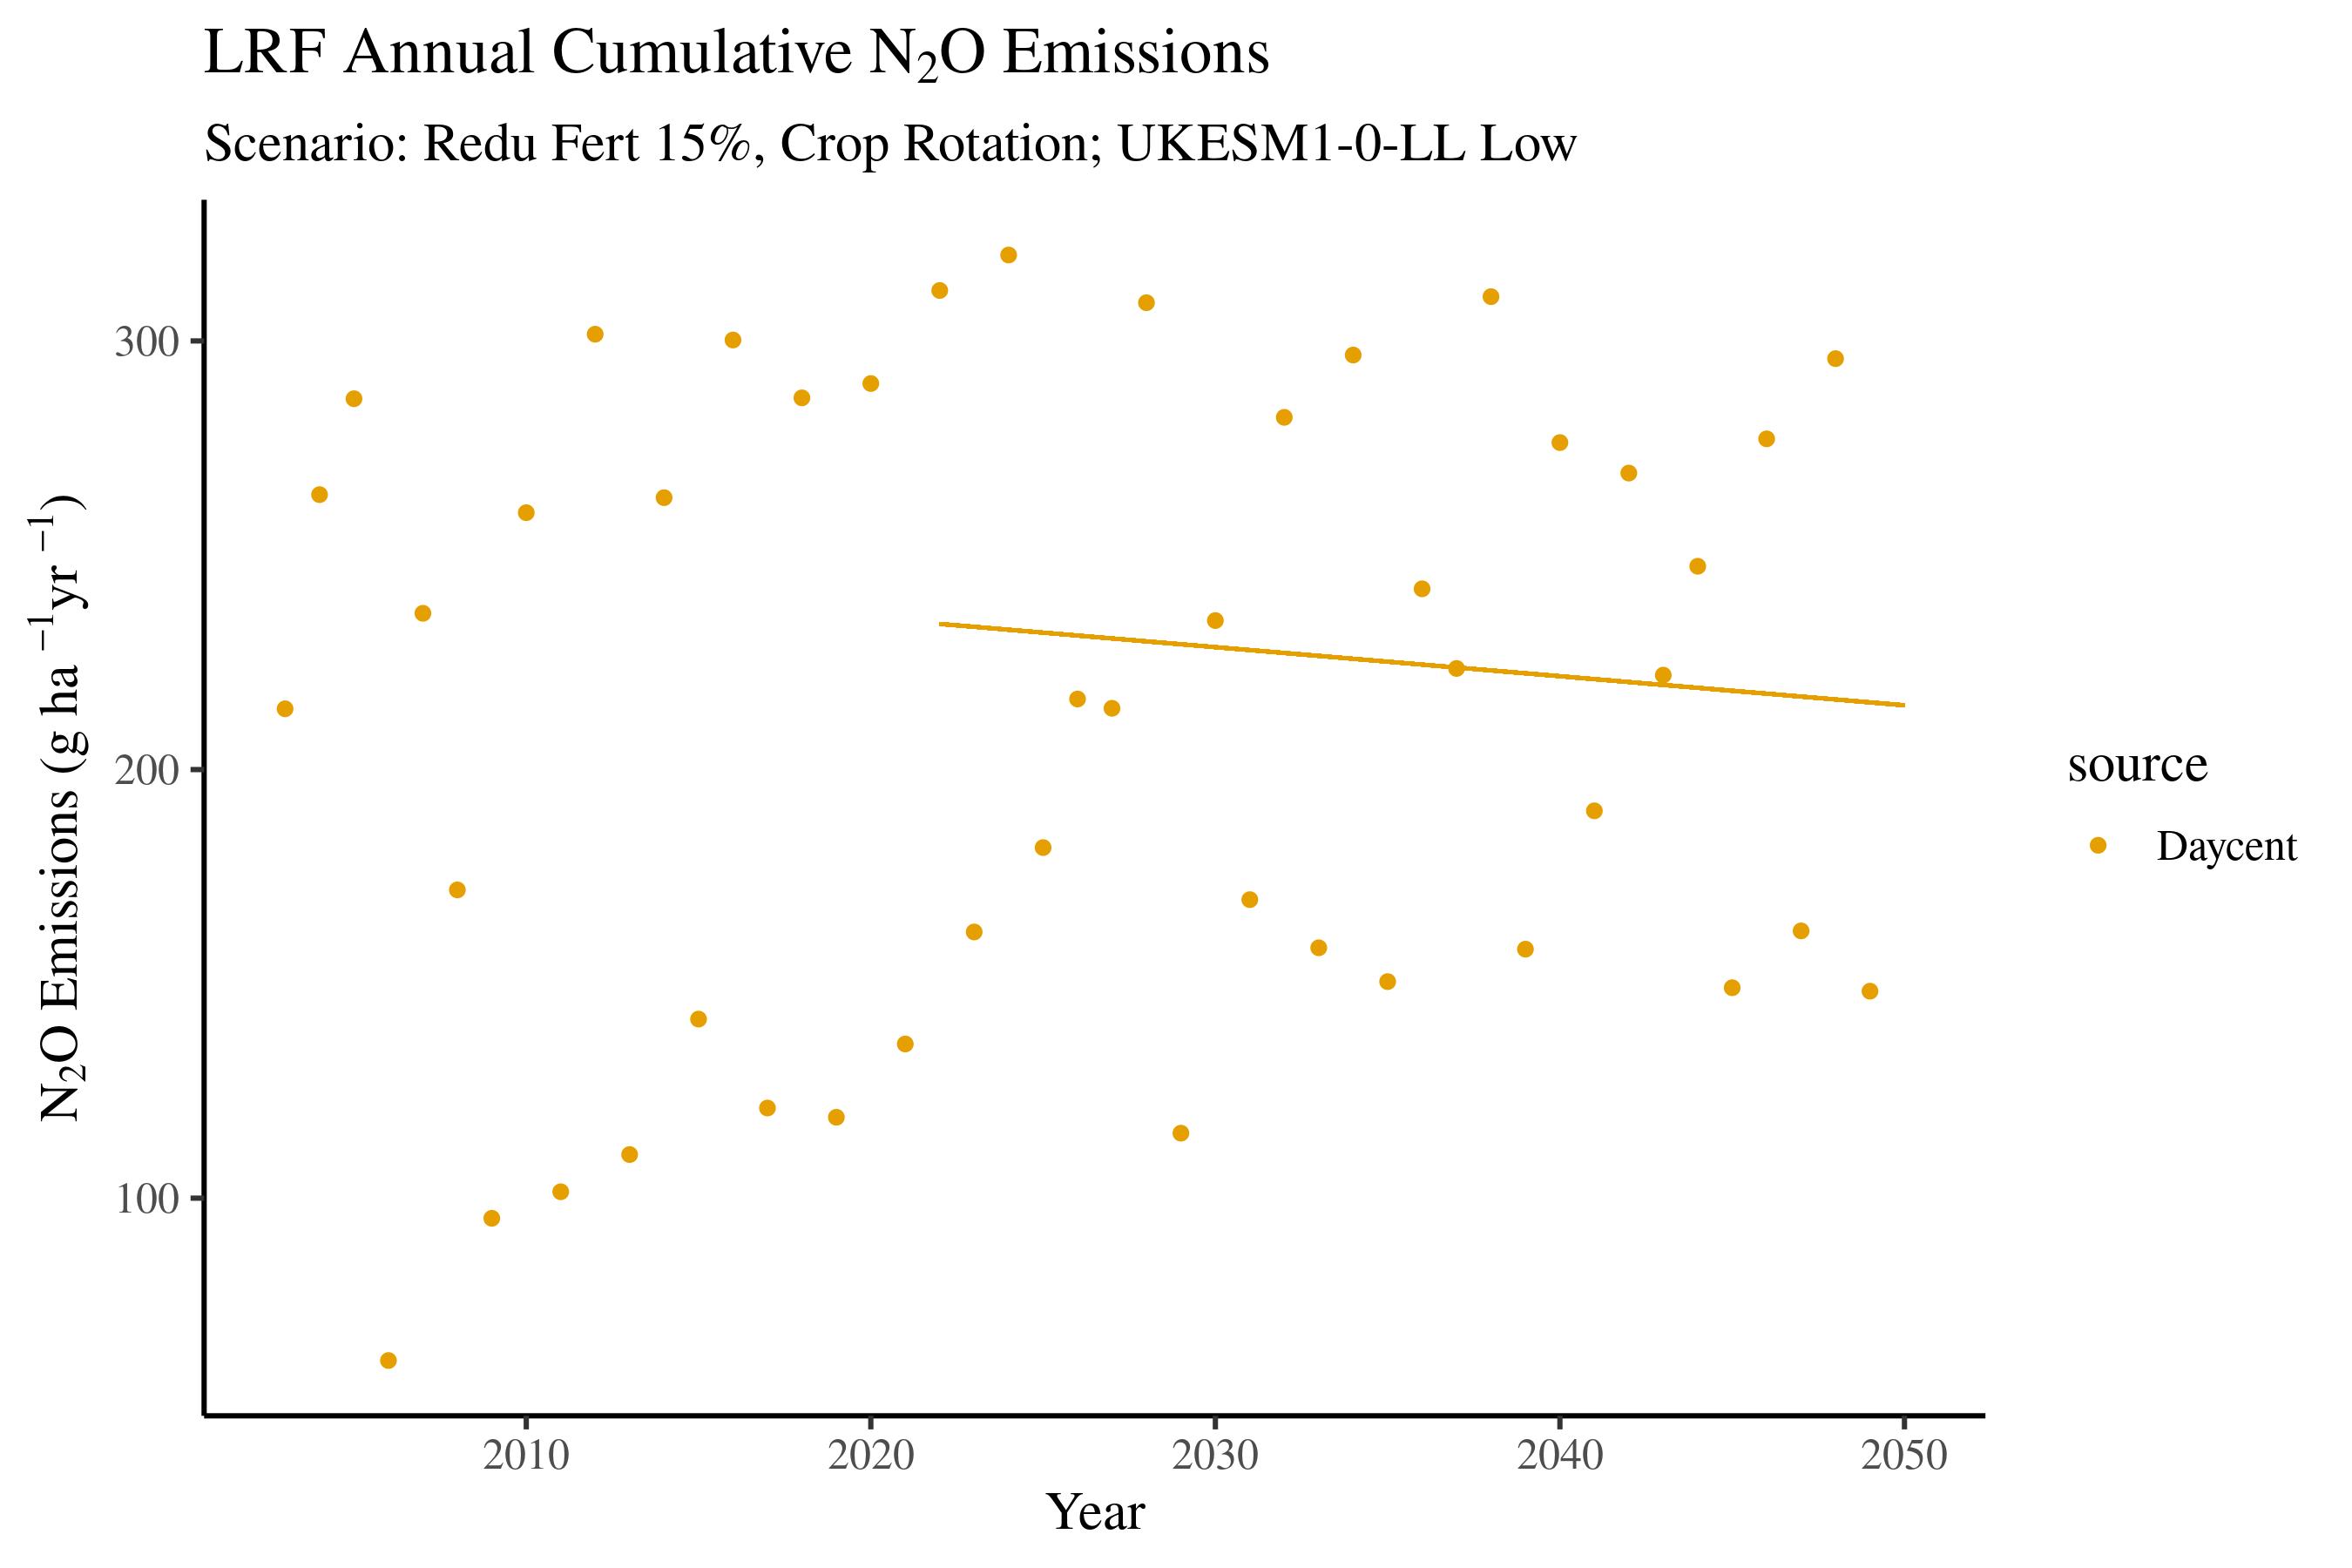 LRF Annual Cumulative N₂O Emissions
Scenario: Redu Fert 15%, Crop Rotation; UKESM1-0-LL Low
N₂O Emissions (g ha⁻¹yr⁻¹)
300
200
100
2010 2020 2030 2040 2050
Year
source
Daycent